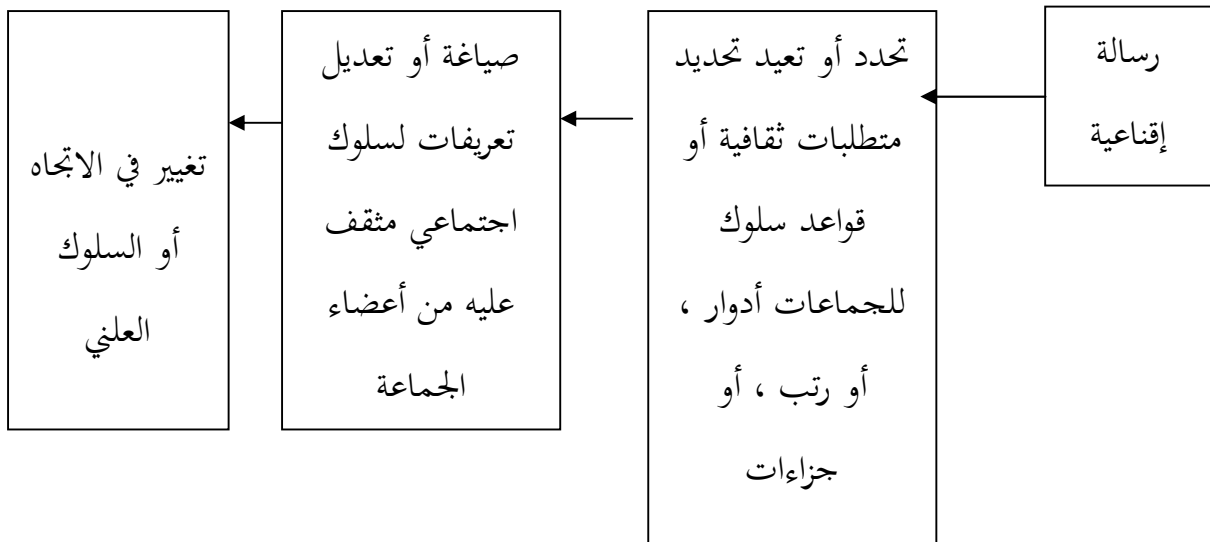 رسالة
إقناعية
تحدد أو تعيد تحديد
متطلبات ثقافية أو
قواعد سلوك
للجماعات أدوار ،
أو رتب ، أو
جزاءات
صياغة أو تعديل
تعريفات لسلوك
اجتماعي مثقف
عليه من أعضاء
الجماعة
تغيير في الاتجاه
أو السلوك
العلني